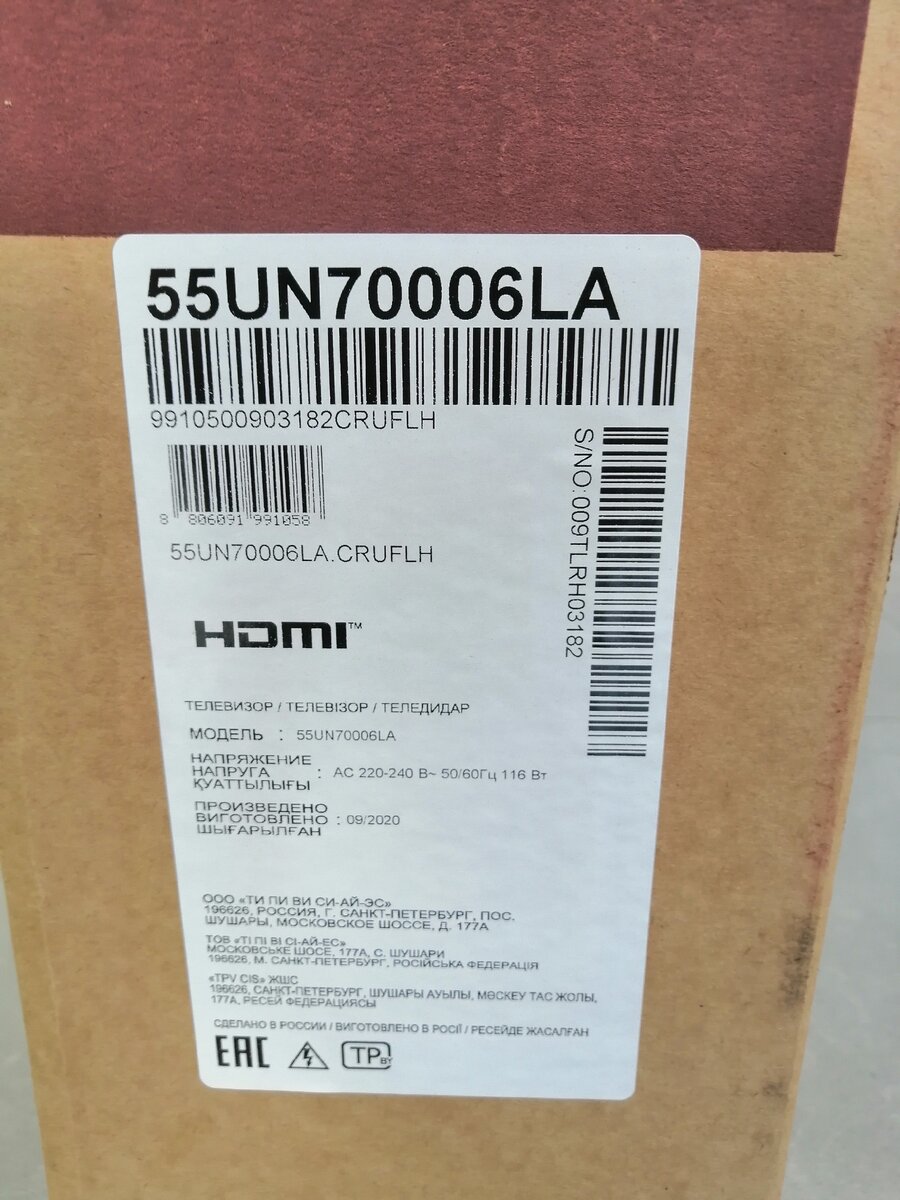 55UN70006LA
9910500903182CRUFLH
8 806091 991058
55UN70006LA.CRUFLH
S/NO:009TLRH03182
HDMI™
ТЕЛЕВИЗОР / ТЕЛЕВІЗОР / ТЕЛЕДИДАР
МОДЕЛЬ : 55UN70006LA
НАПРЯЖЕНИЕ
НАПРУГА : AC 220-240 В~ 50/60Гц 116 Вт
ҚУАТТЫЛЫҒЫ
ПРОИЗВЕДЕНО
ВИГОТОВЛЕНО : 09/2020
ШЫҒАРЫЛҒАН
ООО «ТИ ПИ ВИ СИ-АЙ-ЭС»
196626, РОССИЯ, Г. САНКТ-ПЕТЕРБУРГ, ПОС.
ШУШАРЫ, МОСКОВСКОЕ ШОССЕ, Д. 177А
ТОВ «ТІ ПІ ВІ СІ-АЙ-ЕС»
МОСКОВСЬКЕ ШОСЕ, 177А, С. ШУШАРИ
196626, М. САНКТ-ПЕТЕРБУРГ, РОСІЙСЬКА ФЕДЕРАЦІЯ
«TPV CIS» ЖШС
196626, САНКТ-ПЕТЕРБУРГ, ШУШАРЫ АУЫЛЫ, МӘСКЕУ ТАС ЖОЛЫ,
177А, РЕСЕЙ ФЕДЕРАЦИЯСЫ
СДЕЛАНО В РОССИИ / ВИГОТОВЛЕНО В РОСІЇ / РЕСЕЙДЕ ЖАСАЛҒАН
EAC TP BY